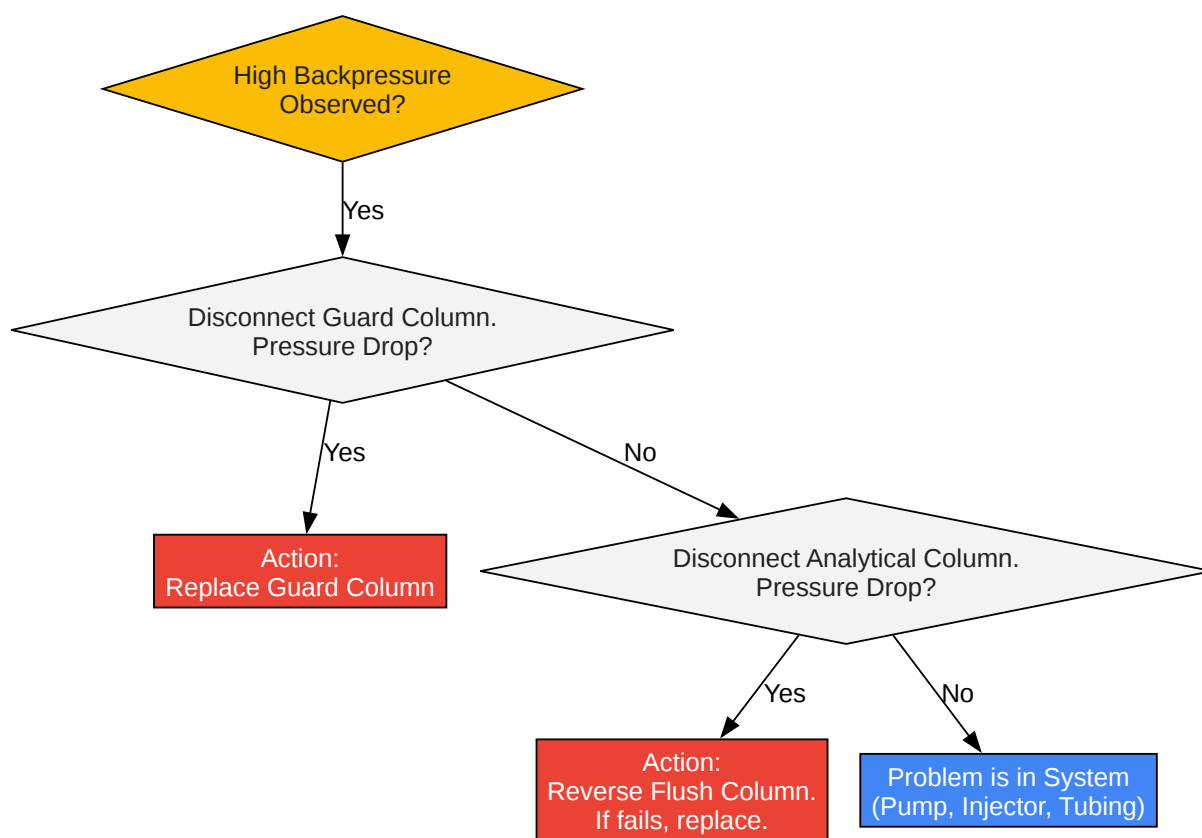 High Backpressure
Observed?
Yes
Disconnect Guard Column.
Pressure Drop?
Yes
No
Action:
Replace Guard Column
Disconnect Analytical Column.
Pressure Drop?
Yes
No
Action:
Reverse Flush Column.
If fails, replace.
Problem is in System
(Pump, Injector, Tubing)